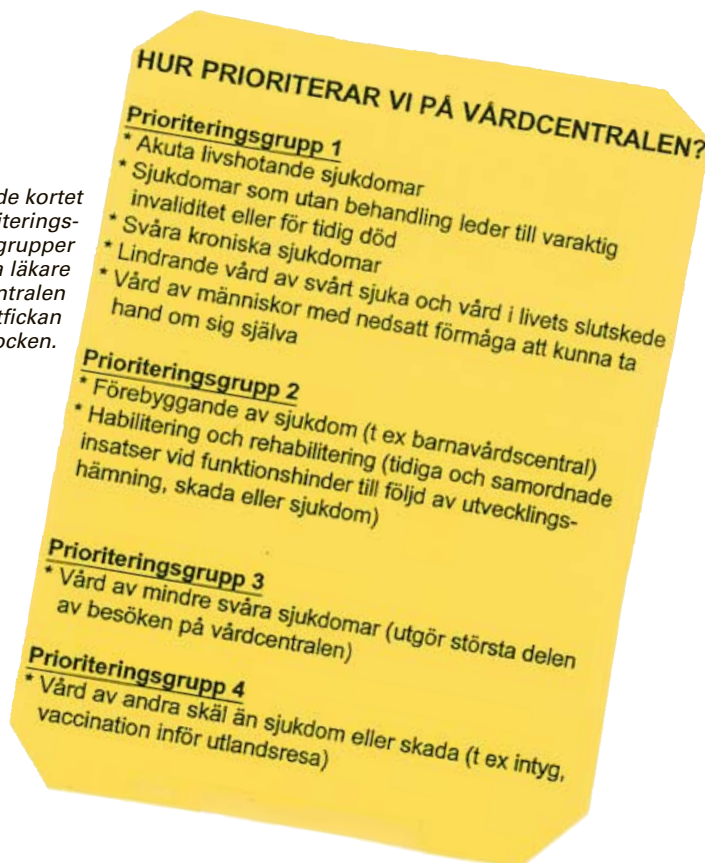 de kortet
iterings-
grupper
läkare
ntralen
tfickan
ocken.
HUR PRIORITERAR VI PÅ VÅRDCENTRALEN?
Prioriteringsgrupp 1
* Akuta livshotande sjukdomar
* Sjukdomar som utan behandling leder till varaktig
invaliditet eller för tidig död
* Svåra kroniska sjukdomar
* Lindrande vård av svårt sjuka och vård i livets slutskede
* Vård av människor med nedsatt förmåga att kunna ta
hand om sig själva
Prioriteringsgrupp 2
* Förebyggande av sjukdom (t ex barnavårdscentral)
* Habilitering och rehabilitering (tidiga och samordnade
insatser vid funktionshinder till följd av utvecklings-
hämning, skada eller sjukdom)
Prioriteringsgrupp 3
* Vård av mindre svåra sjukdomar (utgör största delen
av besöken på vårdcentralen)
Prioriteringsgrupp 4
* Vård av andra skäl än sjukdom eller skada (t ex intyg,
vaccination inför utlandsresa)